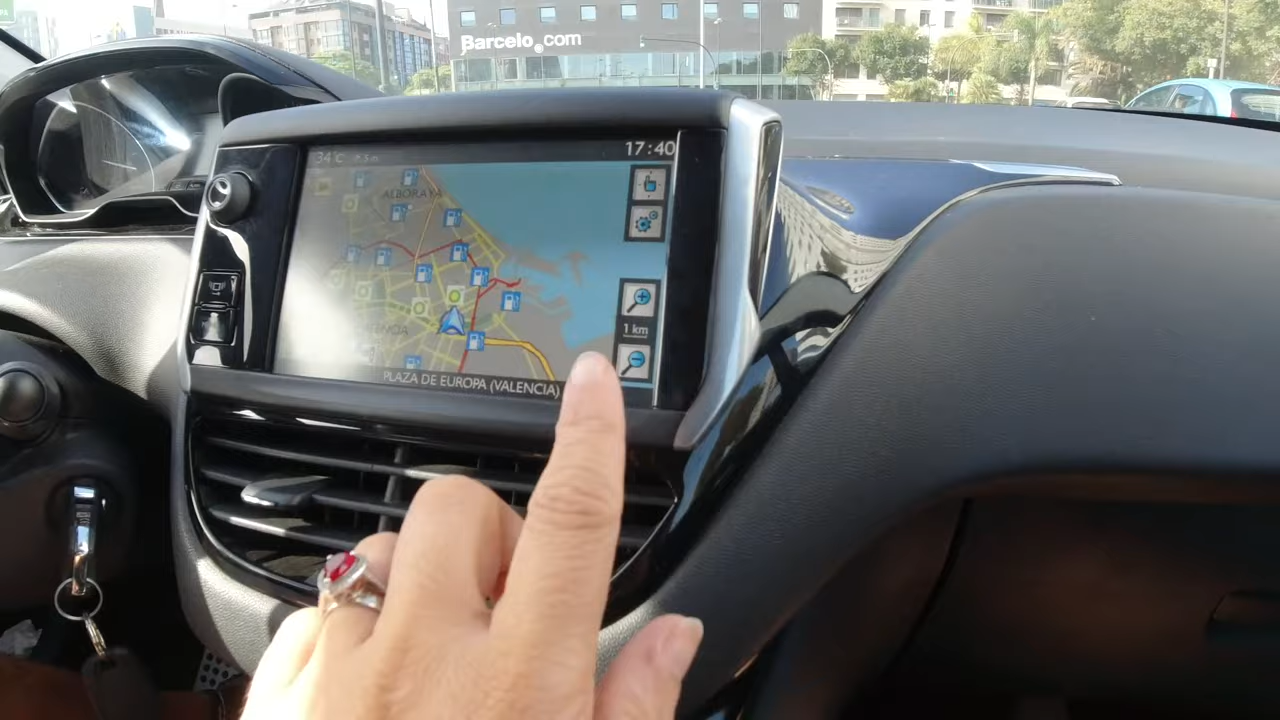 Barcelo.com
34°C
17:40
ALBORAYA
1 km
PLAZA DE EUROPA (VALENCIA)